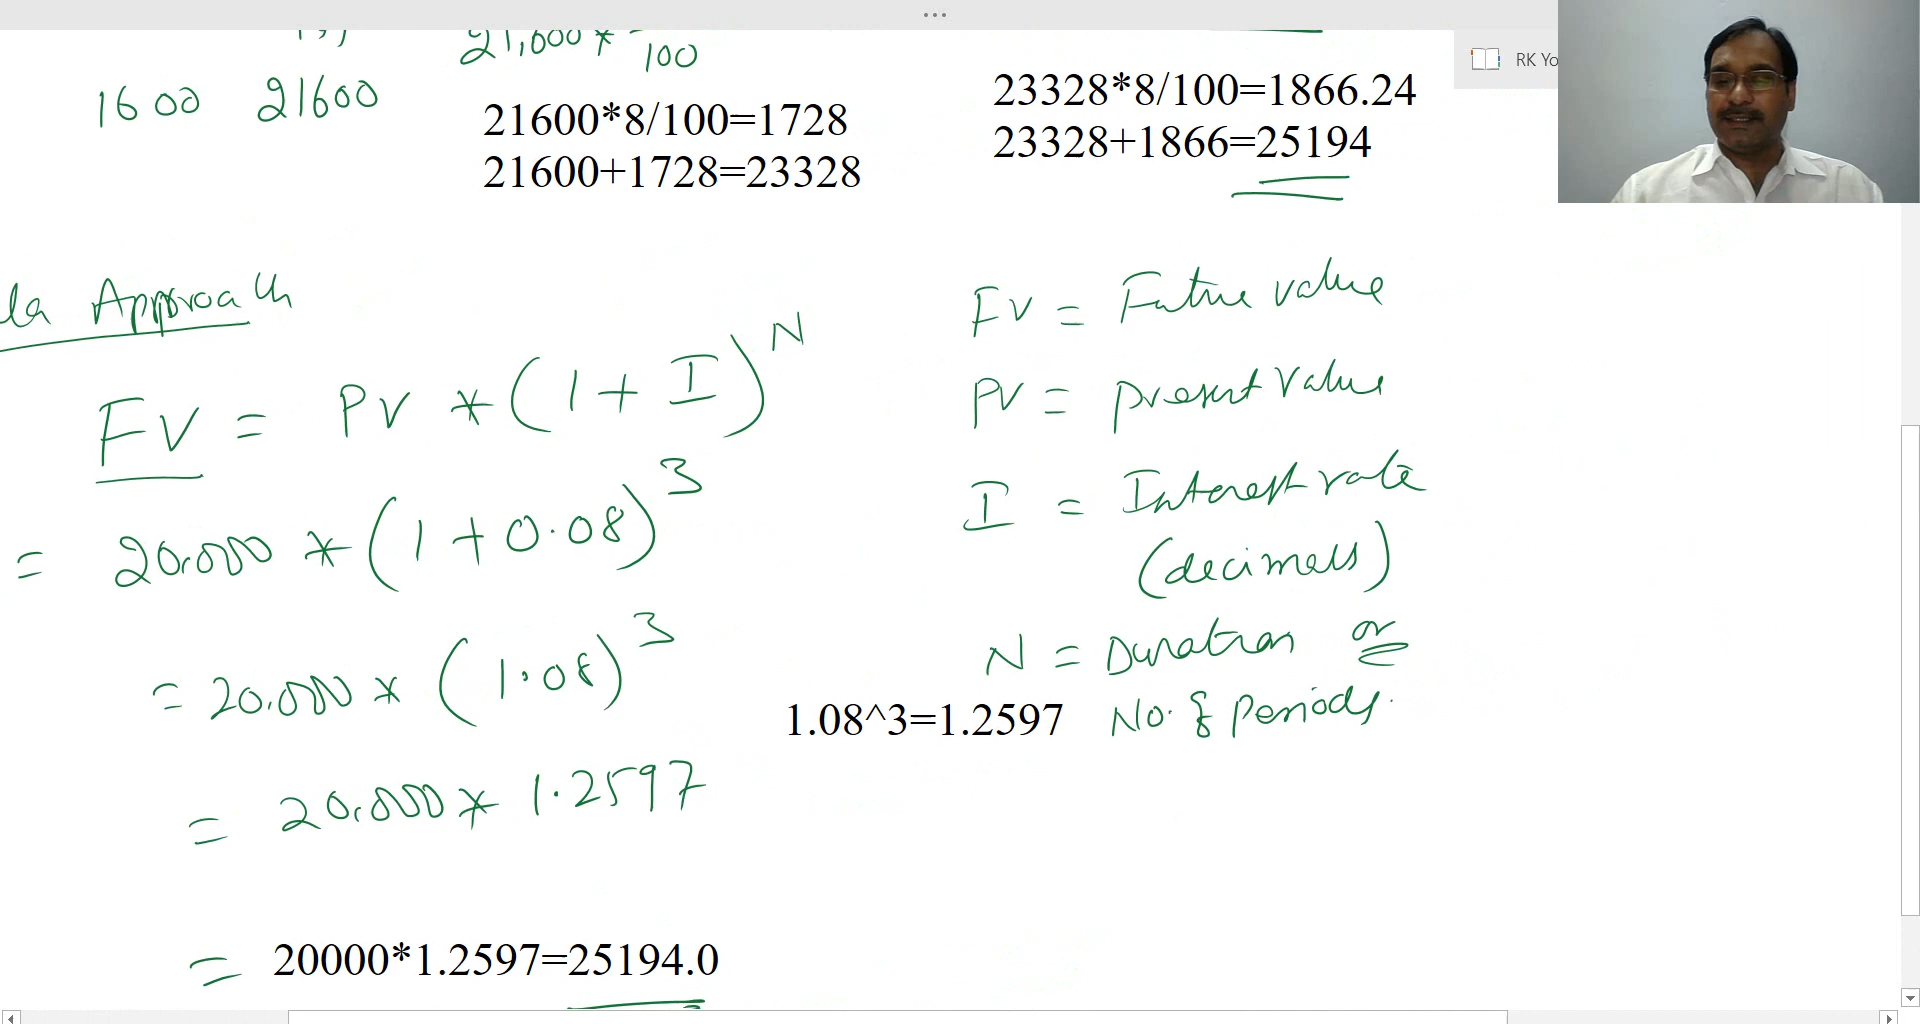 21,600 *
100
1600 21600
21600*8/100=1728
21600+1728=23328
23328*8/100=1866.24
23328+1866=25194
RK Yo
la Approach
FV = PV * (1 + I)^N
= 20,000 * (1 + 0.08)^3
= 20,000 * (1.08)^3
= 20,000 * 1.2597
= 20000*1.2597=25194.0
FV = Future value
PV = present value
I = Interest rate
(decimals)
N = Duration or
No. of periods.
1.08^3=1.2597